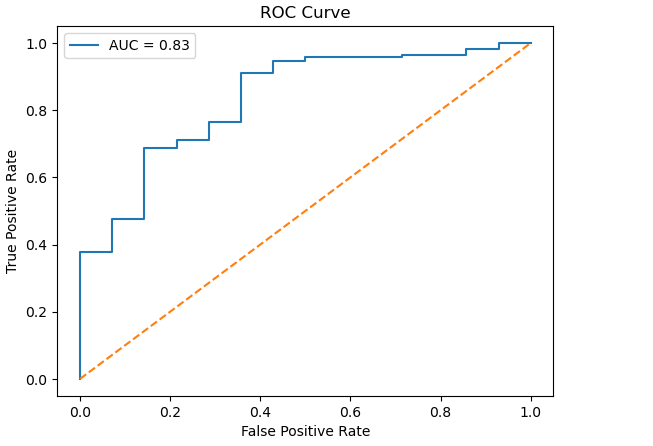 ROC Curve
AUC = 0.83
True Positive Rate
1.0
0.8
0.6
0.4
0.2
0.0
0.0 0.2 0.4 0.6 0.8 1.0
False Positive Rate